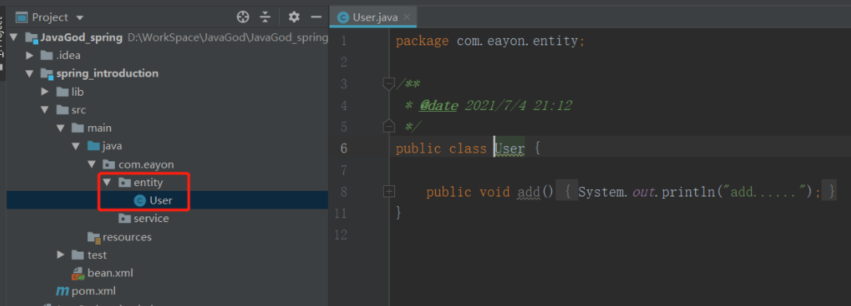 Project
JavaGod_spring D:\WorkSpace\JavaGod\JavaGod_spring
.idea
spring_introduction
lib
src
main
java
com.eayon
entity
User
service
resources
test
bean.xml
pom.xml
User.java
1 package com.eayon.entity;
2
3 /**
4 * @date 2021/7/4 21:12
5 */
6 public class User {
7
8 public void add() { System.out.println("add......"); }
11 }
12